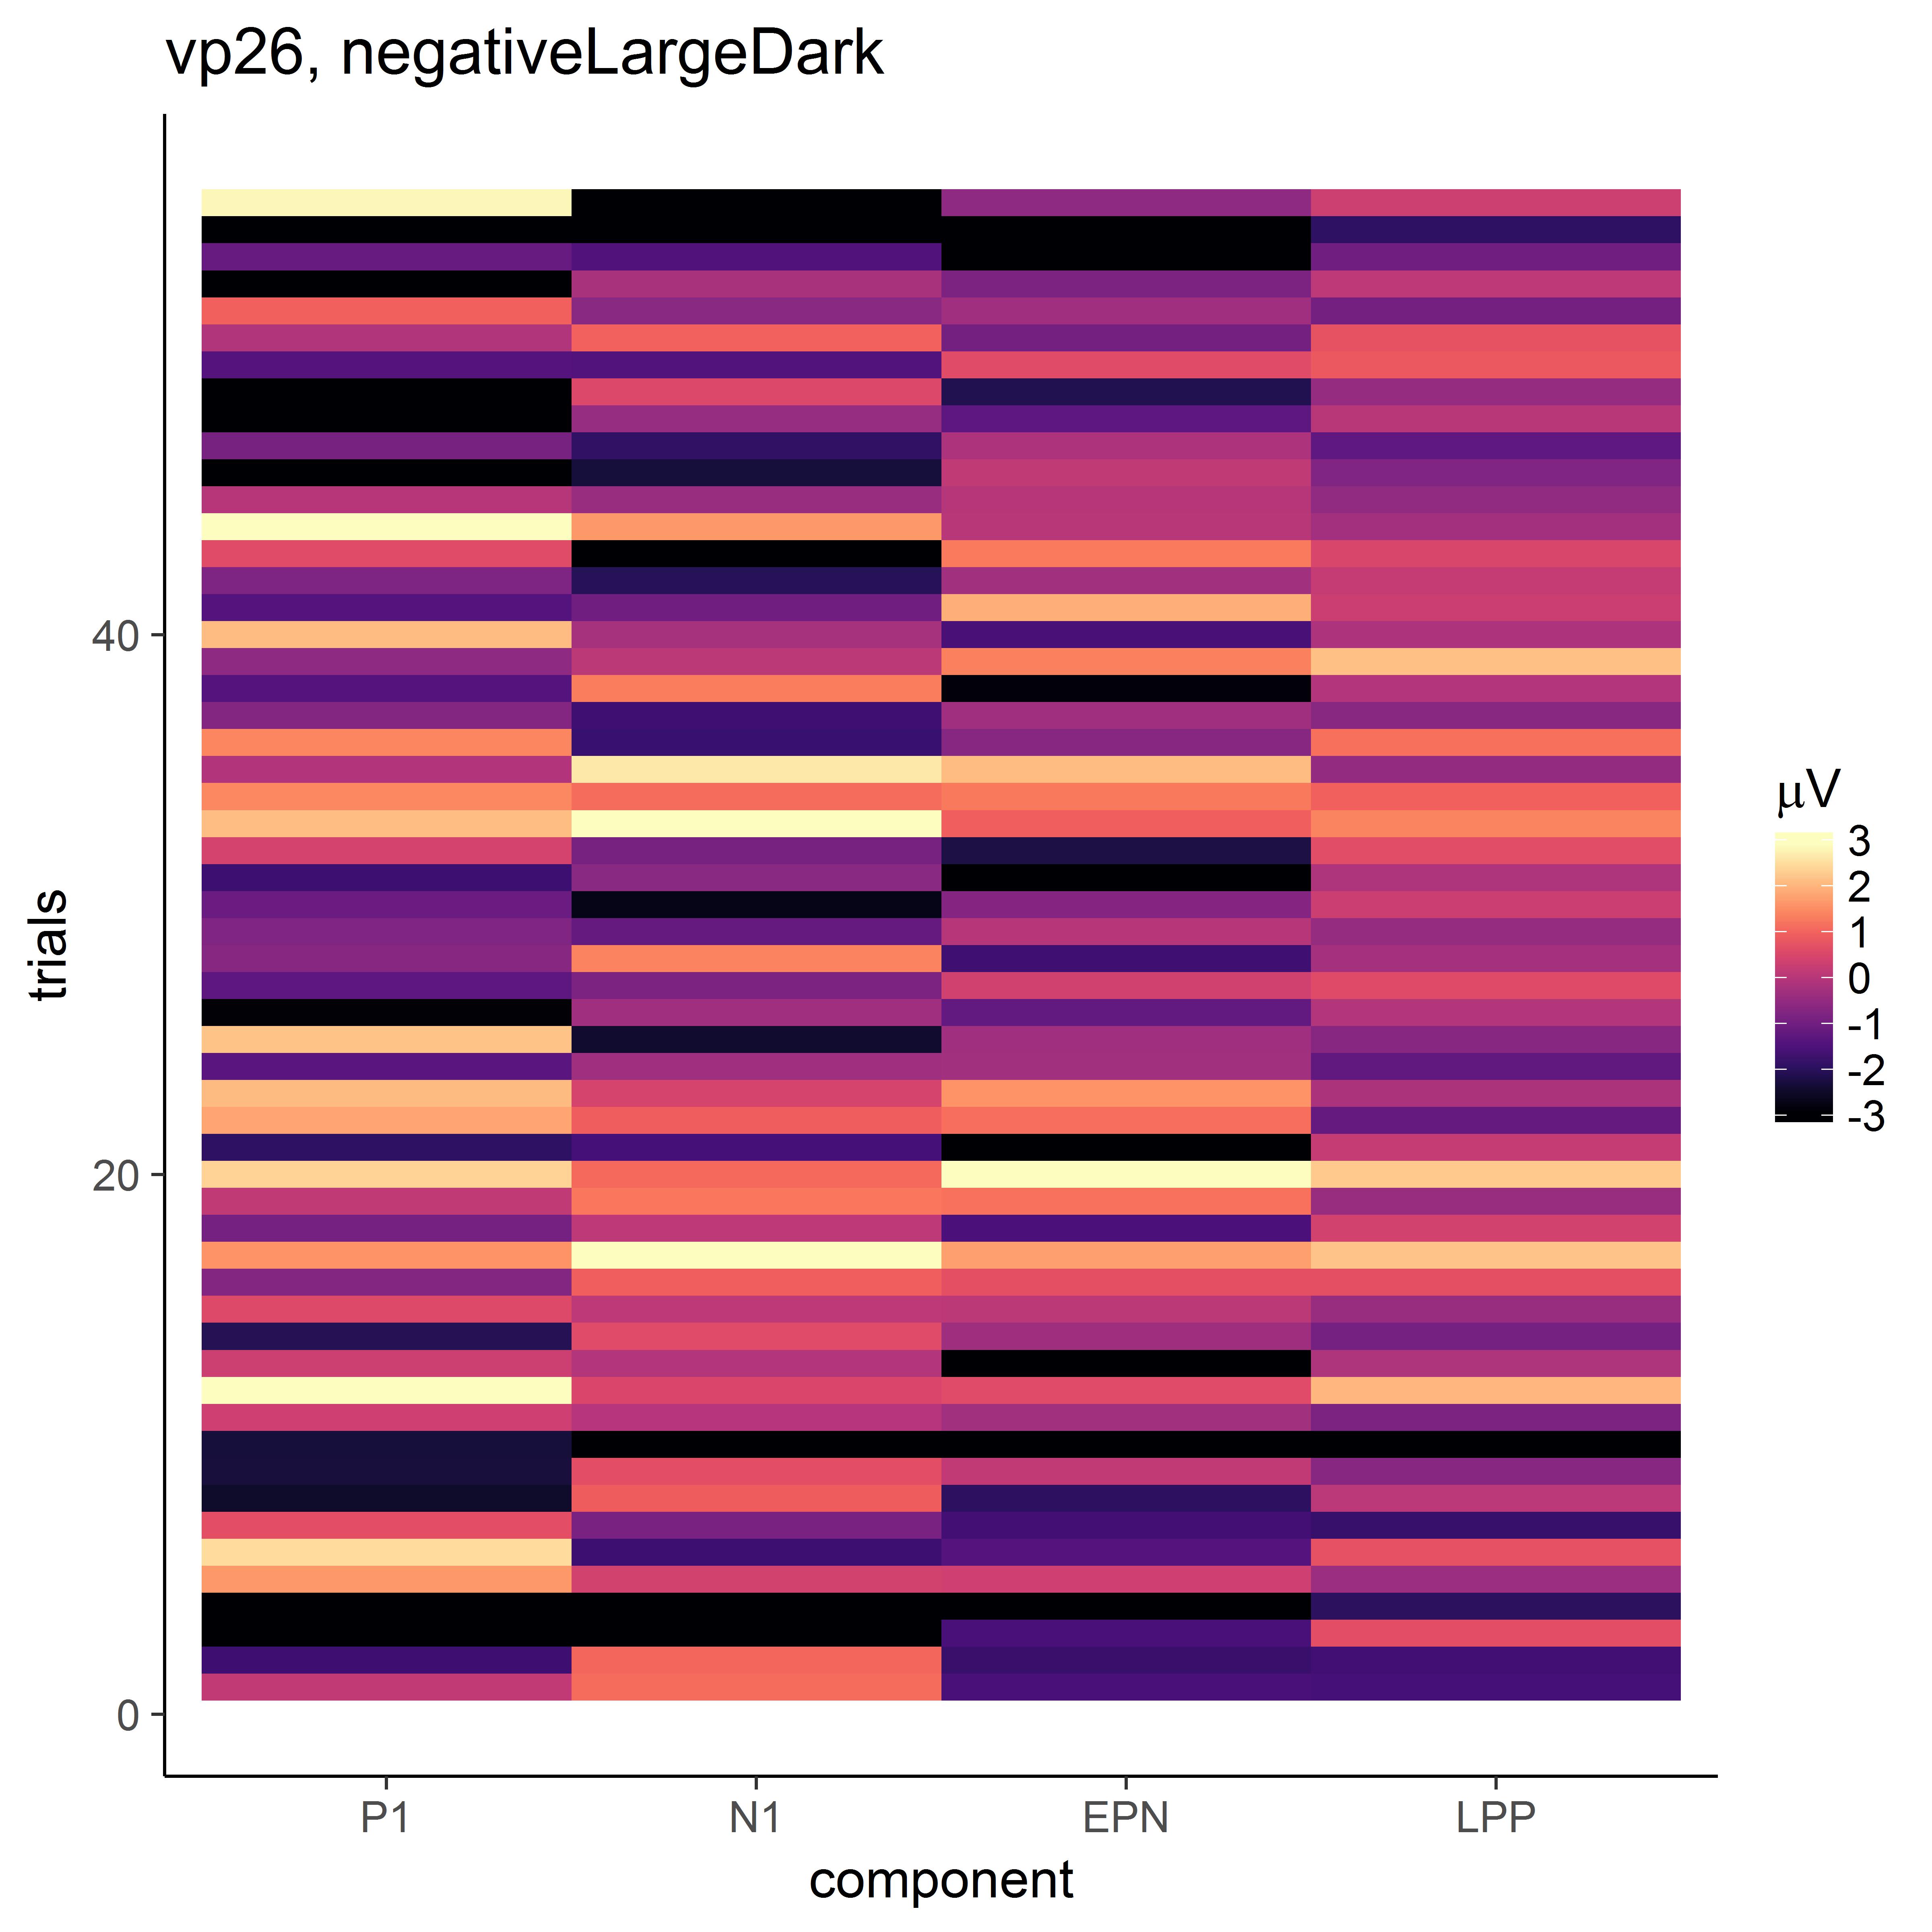 vp26, negativeLargeDark
trials
40
20
0
P1
N1
EPN
LPP
component
μV
3
2
1
0
-1
-2
-3